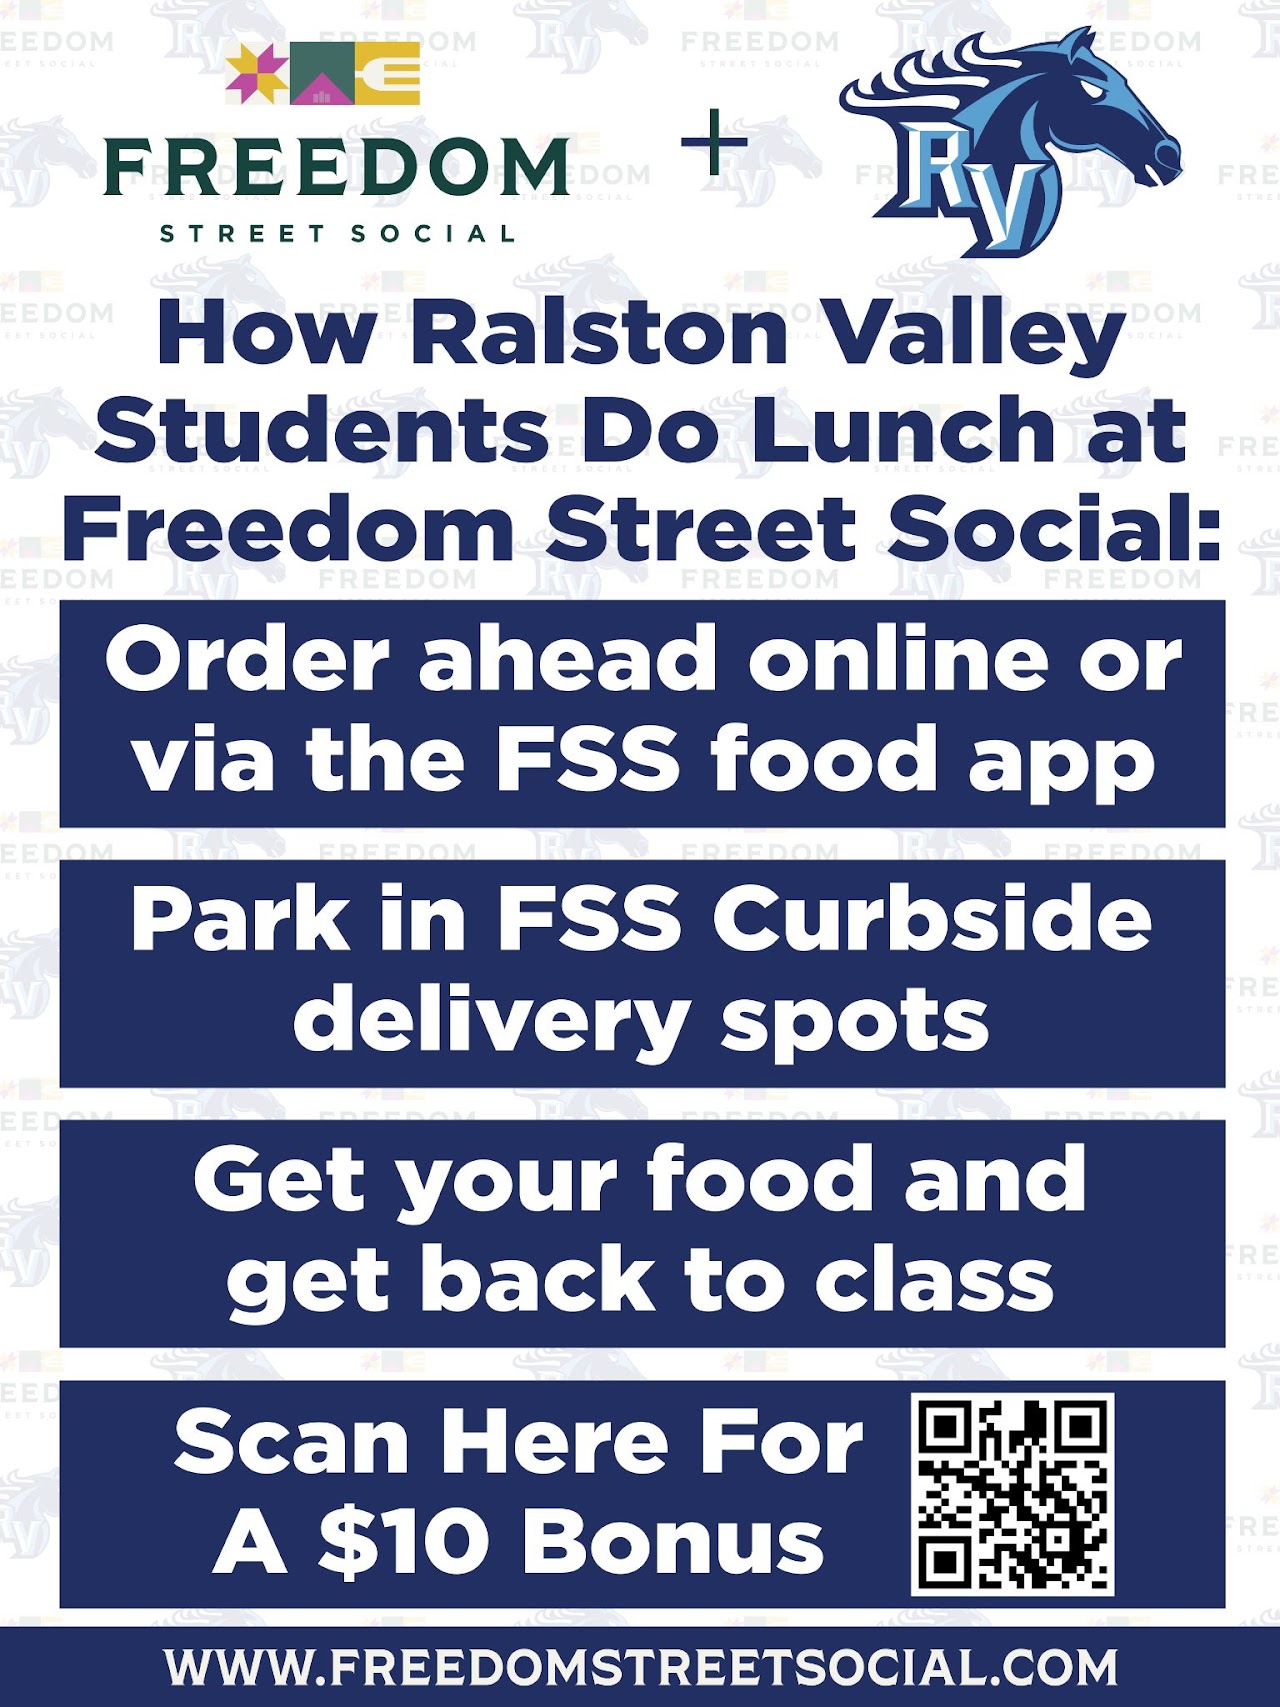 FREEDOM
STREET SOCIAL
+
RV
How Ralston Valley
Students Do Lunch at
Freedom Street Social:
Order ahead online or
via the FSS food app
Park in FSS Curbside
delivery spots
Get your food and
get back to class
Scan Here For
A $10 Bonus
WWW.FREEDOMSTREETSOCIAL.COM